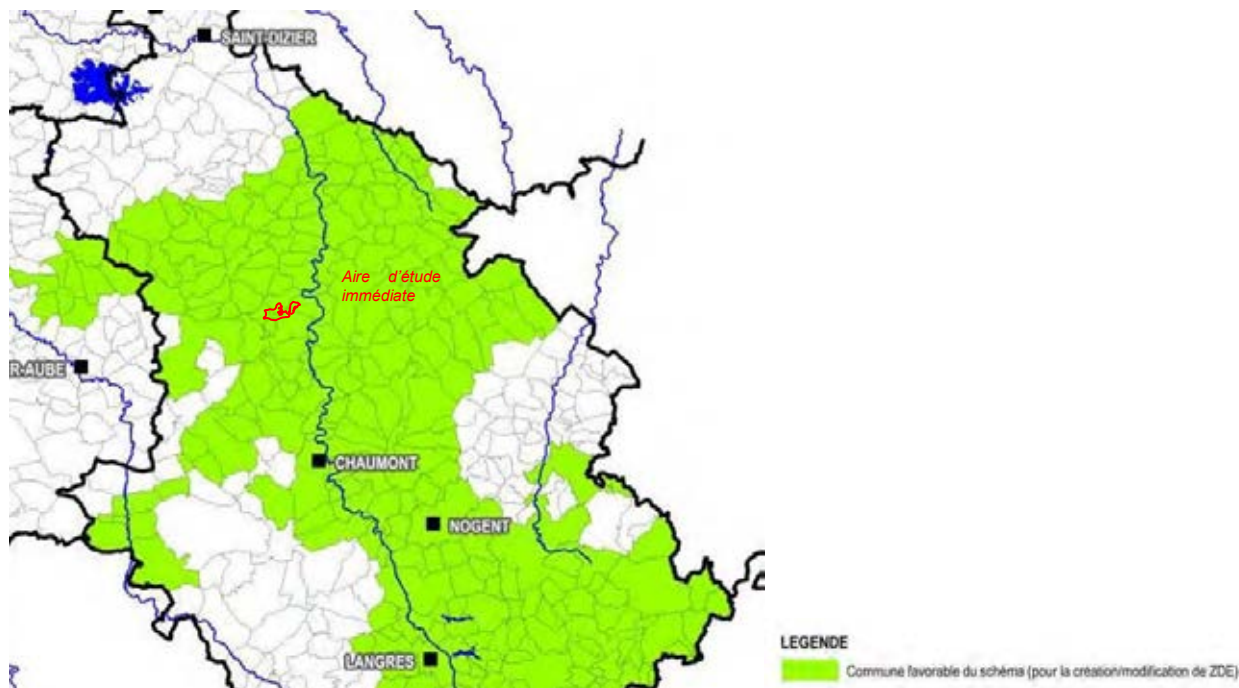 SAINT-DIZIER
Aire d'étude
immédiate
R-AUBE
CHAUMONT
NOGENT
LANGRES
LEGENDE
Commune favorable du schéma (pour la création/modification de ZDE)